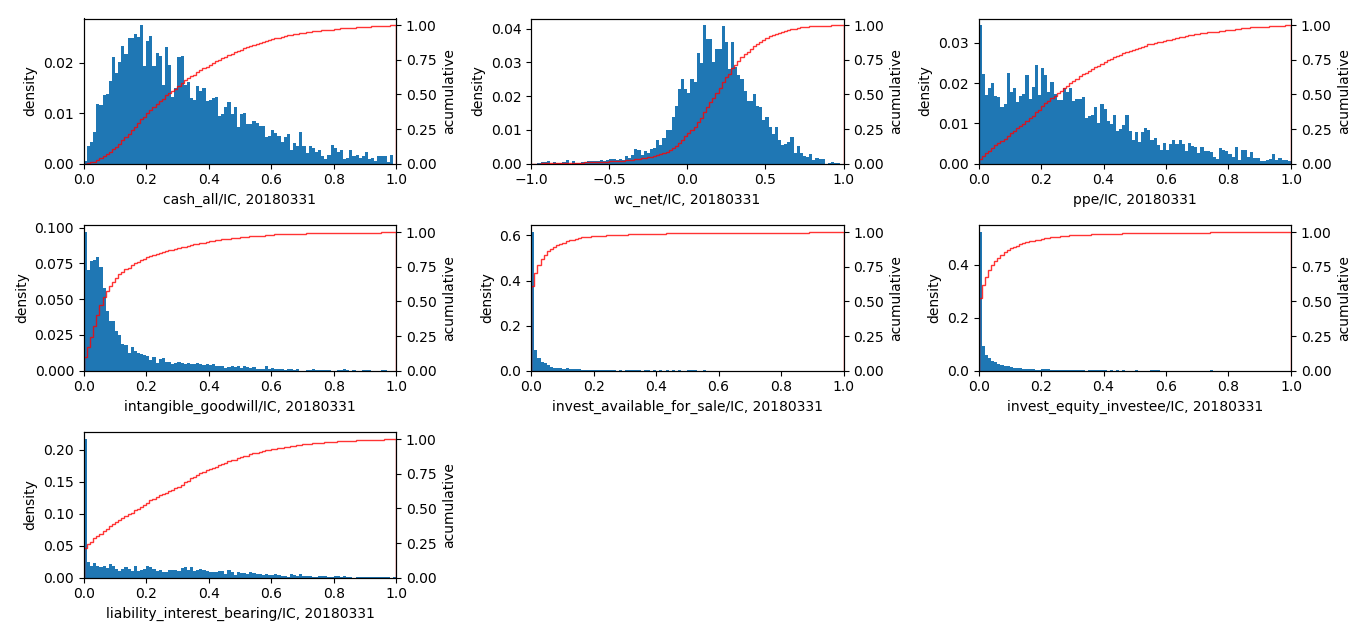 density
0.02
0.01
0.00
1.00
0.75
0.50
0.25
0.00
acumulative
0.0 0.2 0.4 0.6 0.8 1.0
cash_all/IC, 20180331
density
0.04
0.03
0.02
0.01
0.00
1.00
0.75
0.50
0.25
0.00
acumulative
−1.0 −0.5 0.0 0.5 1.0
wc_net/IC, 20180331
density
0.03
0.02
0.01
0.00
1.00
0.75
0.50
0.25
0.00
acumulative
0.0 0.2 0.4 0.6 0.8 1.0
ppe/IC, 20180331
density
0.100
0.075
0.050
0.025
0.000
1.00
0.75
0.50
0.25
0.00
acumulative
0.0 0.2 0.4 0.6 0.8 1.0
intangible_goodwill/IC, 20180331
density
0.6
0.4
0.2
0.0
1.00
0.75
0.50
0.25
0.00
acumulative
0.0 0.2 0.4 0.6 0.8 1.0
invest_available_for_sale/IC, 20180331
density
0.4
0.2
0.0
1.00
0.75
0.50
0.25
0.00
acumulative
0.0 0.2 0.4 0.6 0.8 1.0
invest_equity_investee/IC, 20180331
density
0.20
0.15
0.10
0.05
0.00
1.00
0.75
0.50
0.25
0.00
acumulative
0.0 0.2 0.4 0.6 0.8 1.0
liability_interest_bearing/IC, 20180331